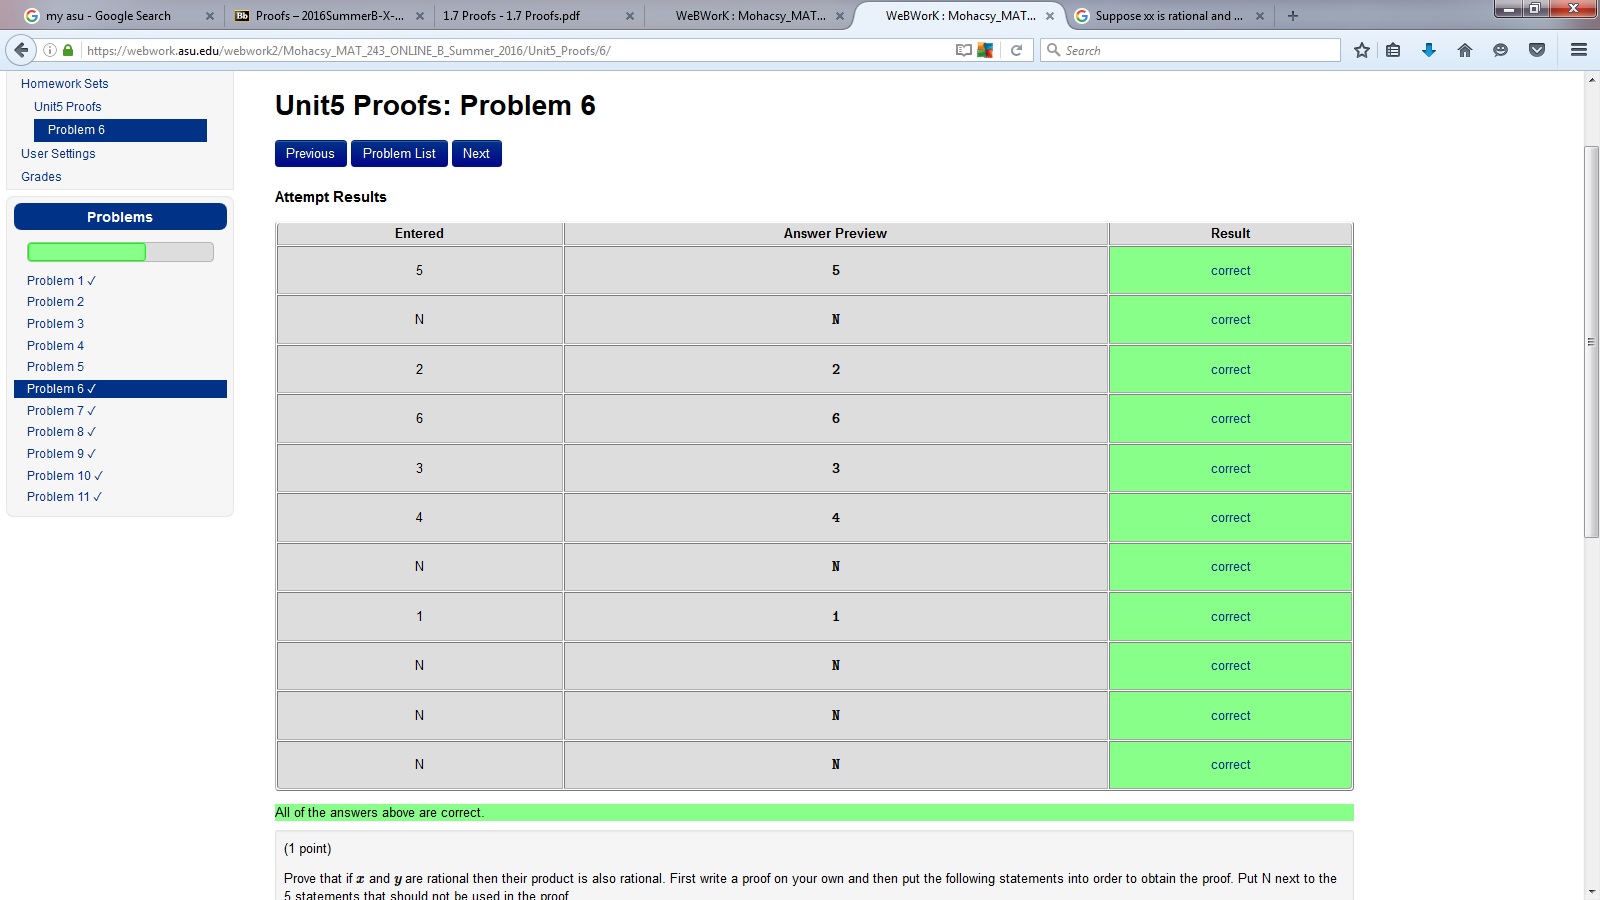 my asu - Google Search
Proofs – 2016SummerB-X-...
1.7 Proofs - 1.7 Proofs.pdf
WeBWorK : Mohacsy_MAT...
WeBWorK : Mohacsy_MAT...
Suppose xx is rational and ...
https://webwork.asu.edu/webwork2/Mohacsy_MAT_243_ONLINE_B_Summer_2016/Unit5_Proofs/6/
Search
Homework Sets
Unit5 Proofs
Problem 6
User Settings
Grades
Problems
Problem 1 ✓
Problem 2
Problem 3
Problem 4
Problem 5
Problem 6 ✓
Problem 7 ✓
Problem 8 ✓
Problem 9 ✓
Problem 10 ✓
Problem 11 ✓
Unit5 Proofs: Problem 6
Previous Problem List Next
Attempt Results
Entered Answer Preview Result
5 5 correct
N N correct
2 2 correct
6 6 correct
3 3 correct
4 4 correct
N N correct
1 1 correct
N N correct
N N correct
N N correct
All of the answers above are correct.
(1 point)
Prove that if x and y are rational then their product is also rational. First write a proof on your own and then put the following statements into order to obtain the proof. Put N next to the
5 statements that should not be used in the proof.